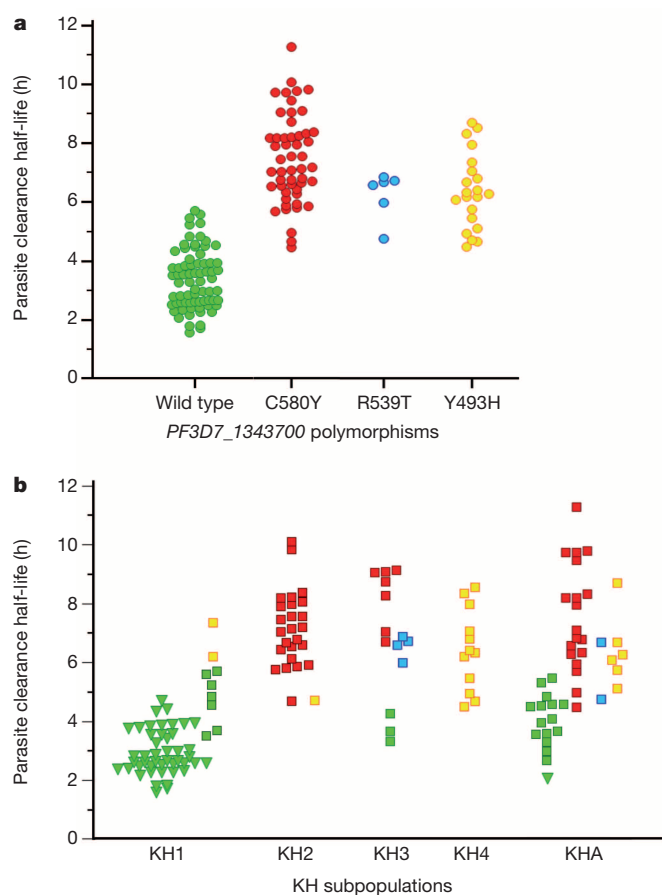 a
12
10
8
6
4
2
0
Parasite clearance half-life (h)
Wild type C580Y R539T Y493H
PF3D7_1343700 polymorphisms
b
12
10
8
6
4
2
0
Parasite clearance half-life (h)
KH1 KH2 KH3 KH4 KHA
KH subpopulations